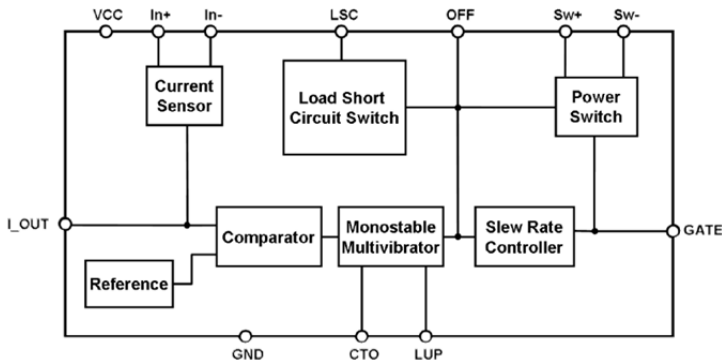 VCC In+ In- LSC OFF Sw+ Sw-
Current
Sensor
Load Short
Circuit Switch
Power
Switch
I_OUT
Comparator
Monostable
Multivibrator
Slew Rate
Controller
GATE
Reference
GND CTO LUP